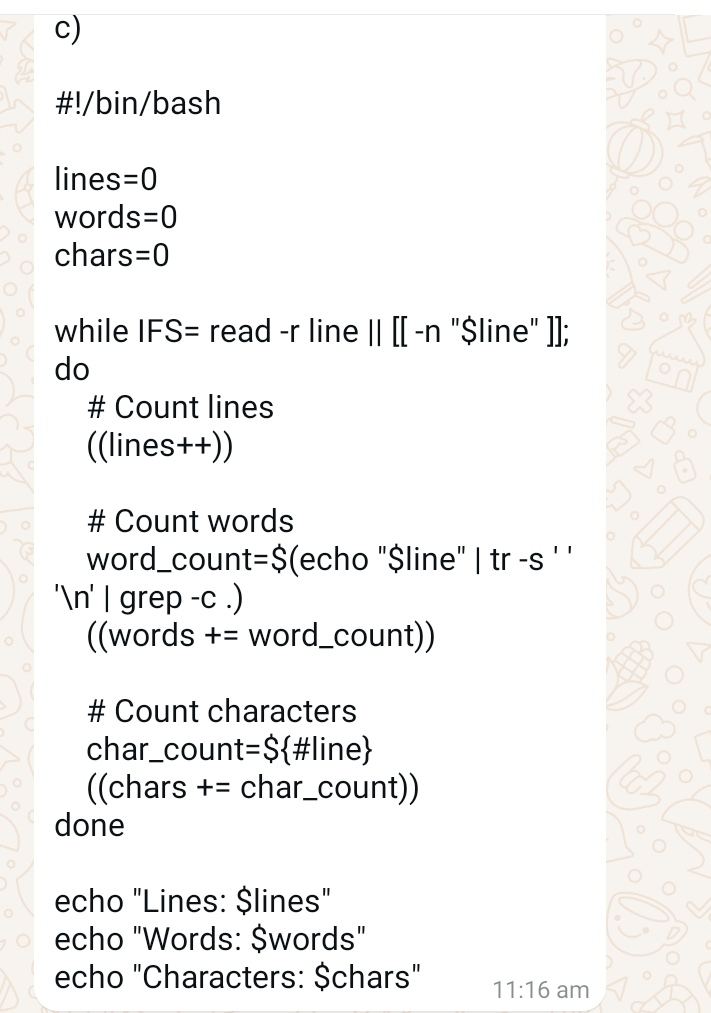 c)
#!/bin/bash
lines=0
words=0
chars=0
while IFS= read -r line || [[ -n "$line" ]];
do
# Count lines
((lines++))
# Count words
word_count=$(echo "$line" | tr -s ' '
'\n' | grep -c .)
((words += word_count))
# Count characters
char_count=${#line}
((chars += char_count))
done
echo "Lines: $lines"
echo "Words: $words"
echo "Characters: $chars"
11:16 am